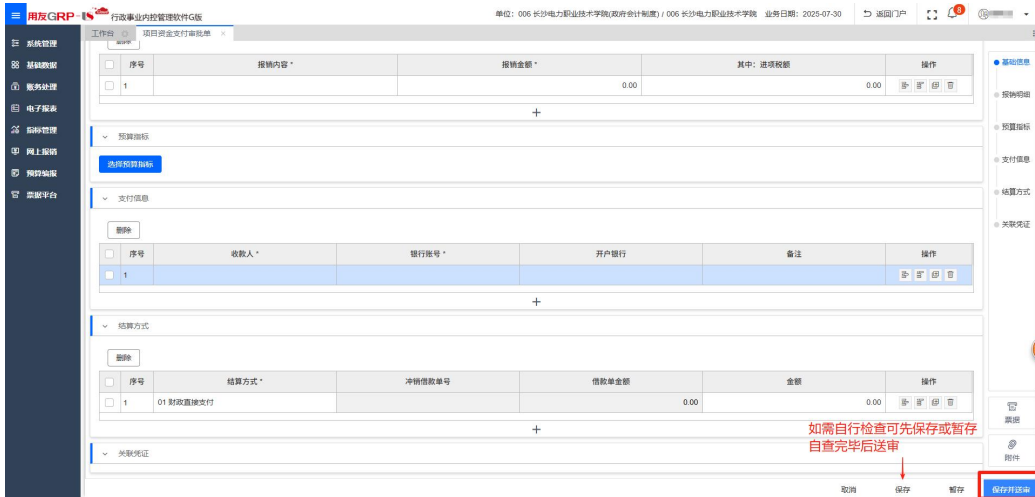 用友GRP-U8 行政事业内控管理软件G版 单位：006 长沙电力职业技术学院(政府会计制度) / 006 长沙电力职业技术学院 业务日期：2025-07-30 返回门户 8
工作台 项目资金支付审批单 ×
系统管理
基础数据
账务处理
电子报表
指标管理
网上报销
预算编报
票据平台
删除
序号 报销内容 * 报销金额 * 其中：进项税额 操作
1 0.00 0.00
+
预算指标
选择预算指标
支付信息
删除
序号 收款人 * 银行账号 * 开户银行 备注 操作
1
+
结算方式
删除
序号 结算方式 * 冲销借款单号 借款单金额 金额 操作
1 01 财政直接支付 0.00 0.00
+
如需自行检查可先保存或暂存
自查完毕后送审
关联凭证
取消 保存 暂存 保存并送审
基础信息
报销明细
预算指标
支付信息
结算方式
关联凭证
票据
附件